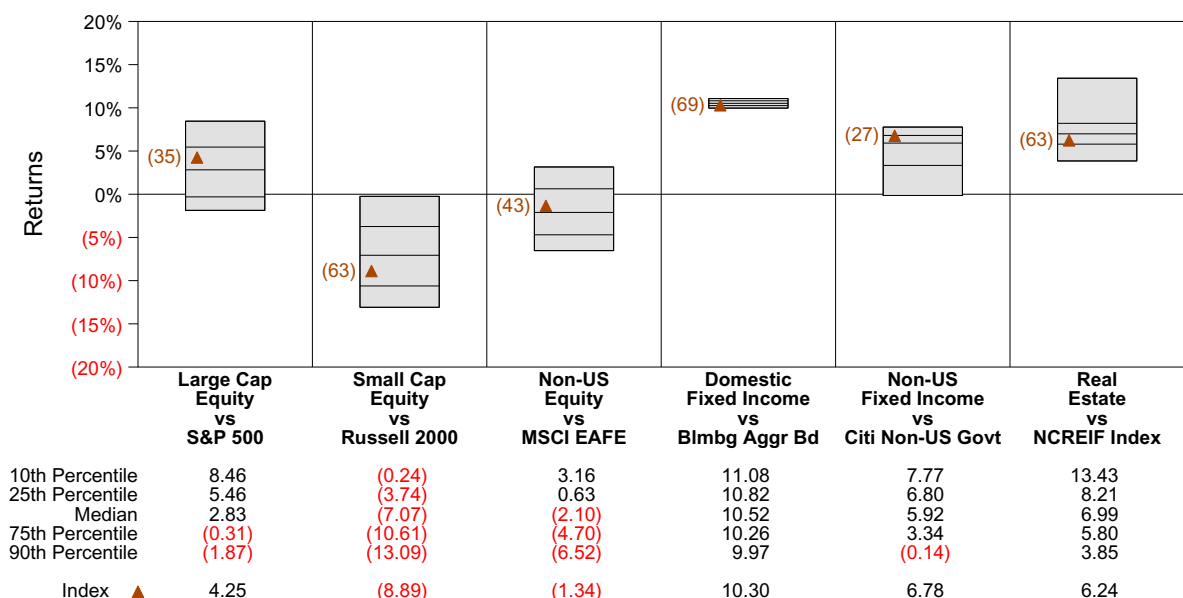 20%
15%
10%
5%
0%
(5%)
(10%)
(15%)
(20%)
Returns
(35)
(63)
(43)
(69)
(27)
(63)
Large Cap Equity vs S&P 500
Small Cap Equity vs Russell 2000
Non-US Equity vs MSCI EAFE
Domestic Fixed Income vs Blmbg Aggr Bd
Non-US Fixed Income vs Citi Non-US Govt
Real Estate vs NCREIF Index
10th Percentile 8.46 (0.24) 3.16 11.08 7.77 13.43
25th Percentile 5.46 (3.74) 0.63 10.82 6.80 8.21
Median 2.83 (7.07) (2.10) 10.52 5.92 6.99
75th Percentile (0.31) (10.61) (4.70) 10.26 3.34 5.80
90th Percentile (1.87) (13.09) (6.52) 9.97 (0.14) 3.85
Index 4.25 (8.89) (1.34) 10.30 6.78 6.24